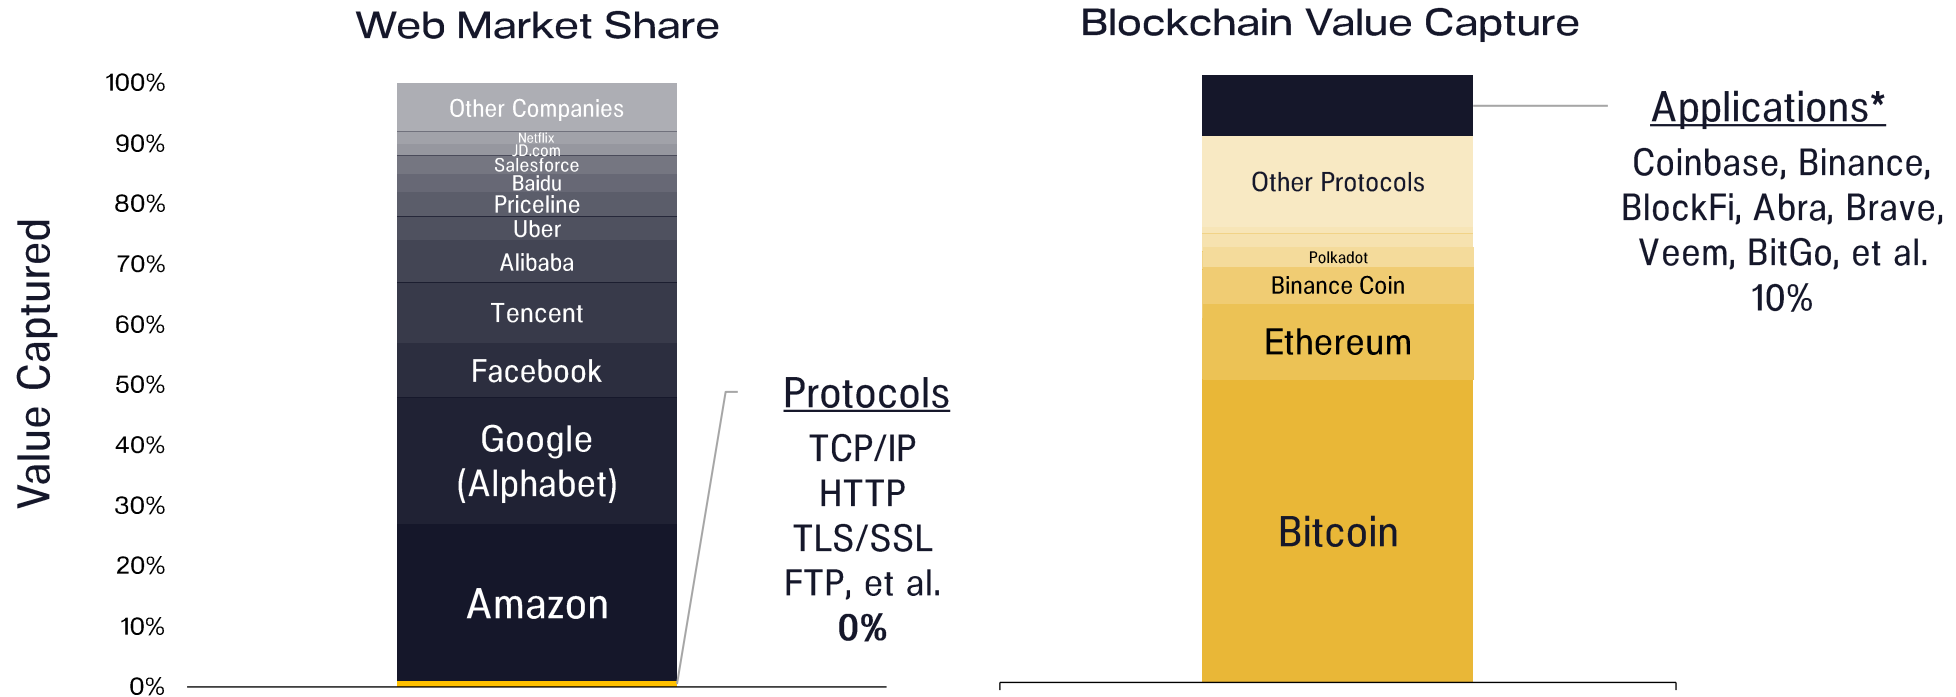 Web Market Share
Value Captured
100%
90%
80%
70%
60%
50%
40%
30%
20%
10%
0%
Other Companies
Netflix
JD.com
Salesforce
Baidu
Priceline
Uber
Alibaba
Tencent
Facebook
Google
(Alphabet)
Amazon
Protocols
TCP/IP
HTTP
TLS/SSL
FTP, et al.
0%
Blockchain Value Capture
Other Protocols
Polkadot
Binance Coin
Ethereum
Bitcoin
Applications*
Coinbase, Binance,
BlockFi, Abra, Brave,
Veem, BitGo, et al.
10%